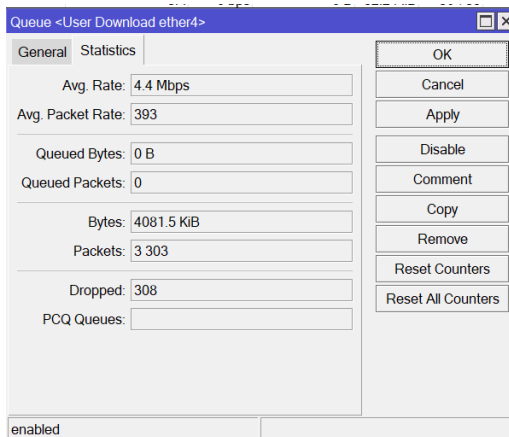 Queue <User Download ether4>
General Statistics
Avg. Rate: 4.4 Mbps
Avg. Packet Rate: 393
Queued Bytes: 0 B
Queued Packets: 0
Bytes: 4081.5 KiB
Packets: 3 303
Dropped: 308
PCQ Queues:
OK
Cancel
Apply
Disable
Comment
Copy
Remove
Reset Counters
Reset All Counters
enabled